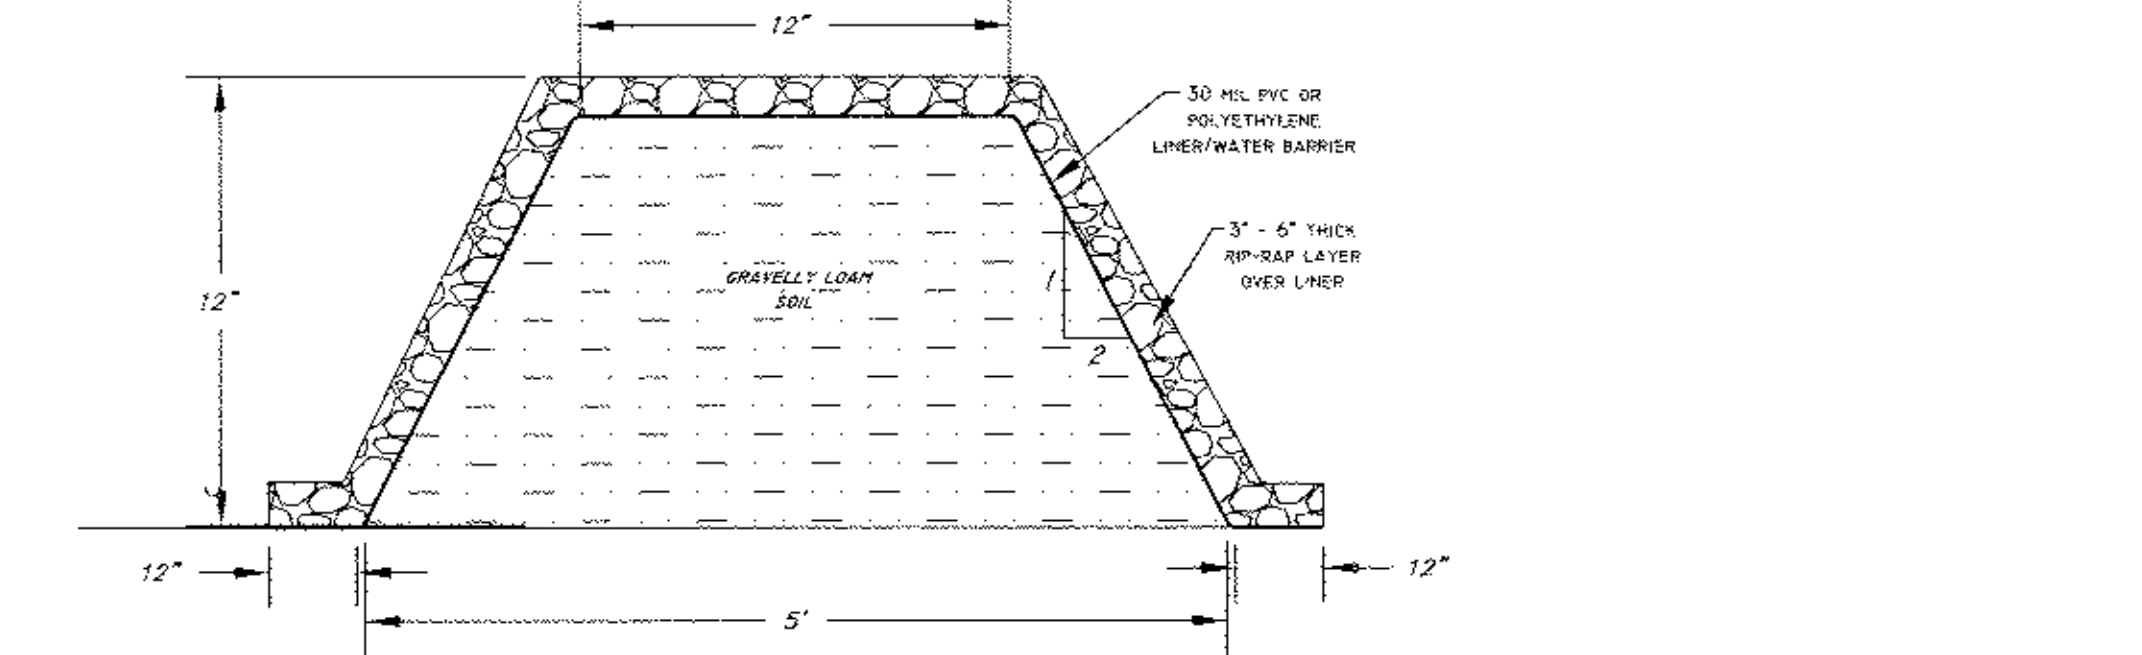 12"
30 MIL PVC OR
POLYETHYLENE
LINER/WATER BARRIER
3" - 6" THICK
RIP-RAP LAYER
OVER LINER
GRAVELLY LOAM
SOIL
12"
1
2
12"
12"
5'